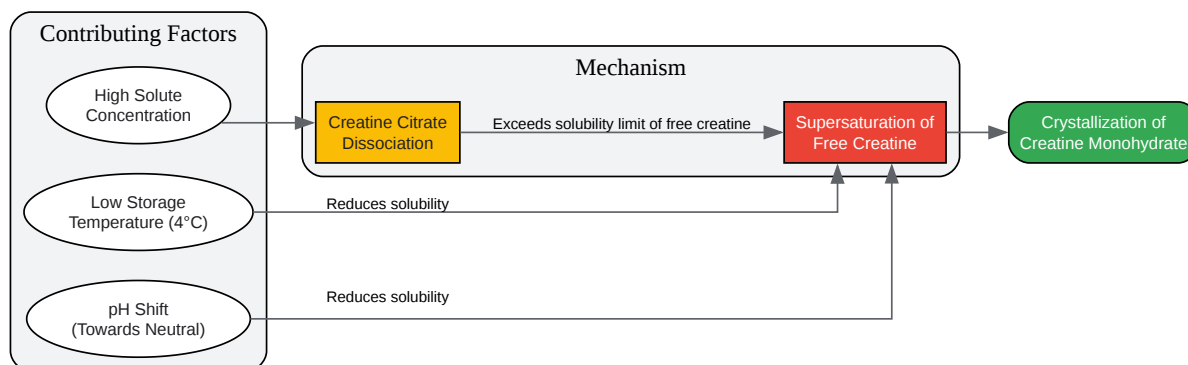 Contributing Factors
Mechanism
High Solute
Concentration
Creatine Citrate
Dissociation
Exceeds solubility limit of free creatine
Supersaturation of
Free Creatine
Crystallization of
Creatine Monohydrate
Low Storage
Temperature (4°C)
Reduces solubility
pH Shift
(Towards Neutral)
Reduces solubility